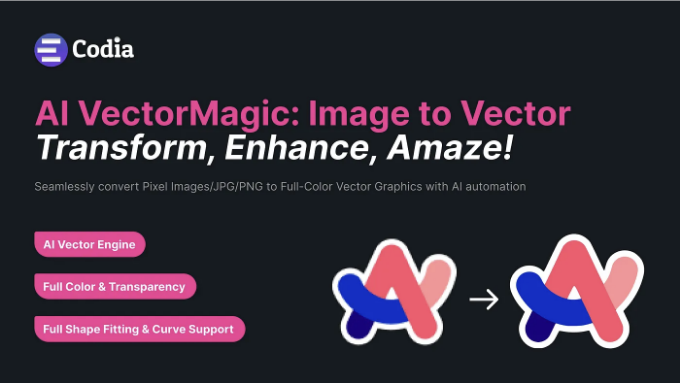 Codia
AI VectorMagic: Image to Vector
Transform, Enhance, Amaze!
Seamlessly convert Pixel Images/JPG/PNG to Full-Color Vector Graphics with AI automation
AI Vector Engine
Full Color & Transparency
Full Shape Fitting & Curve Support